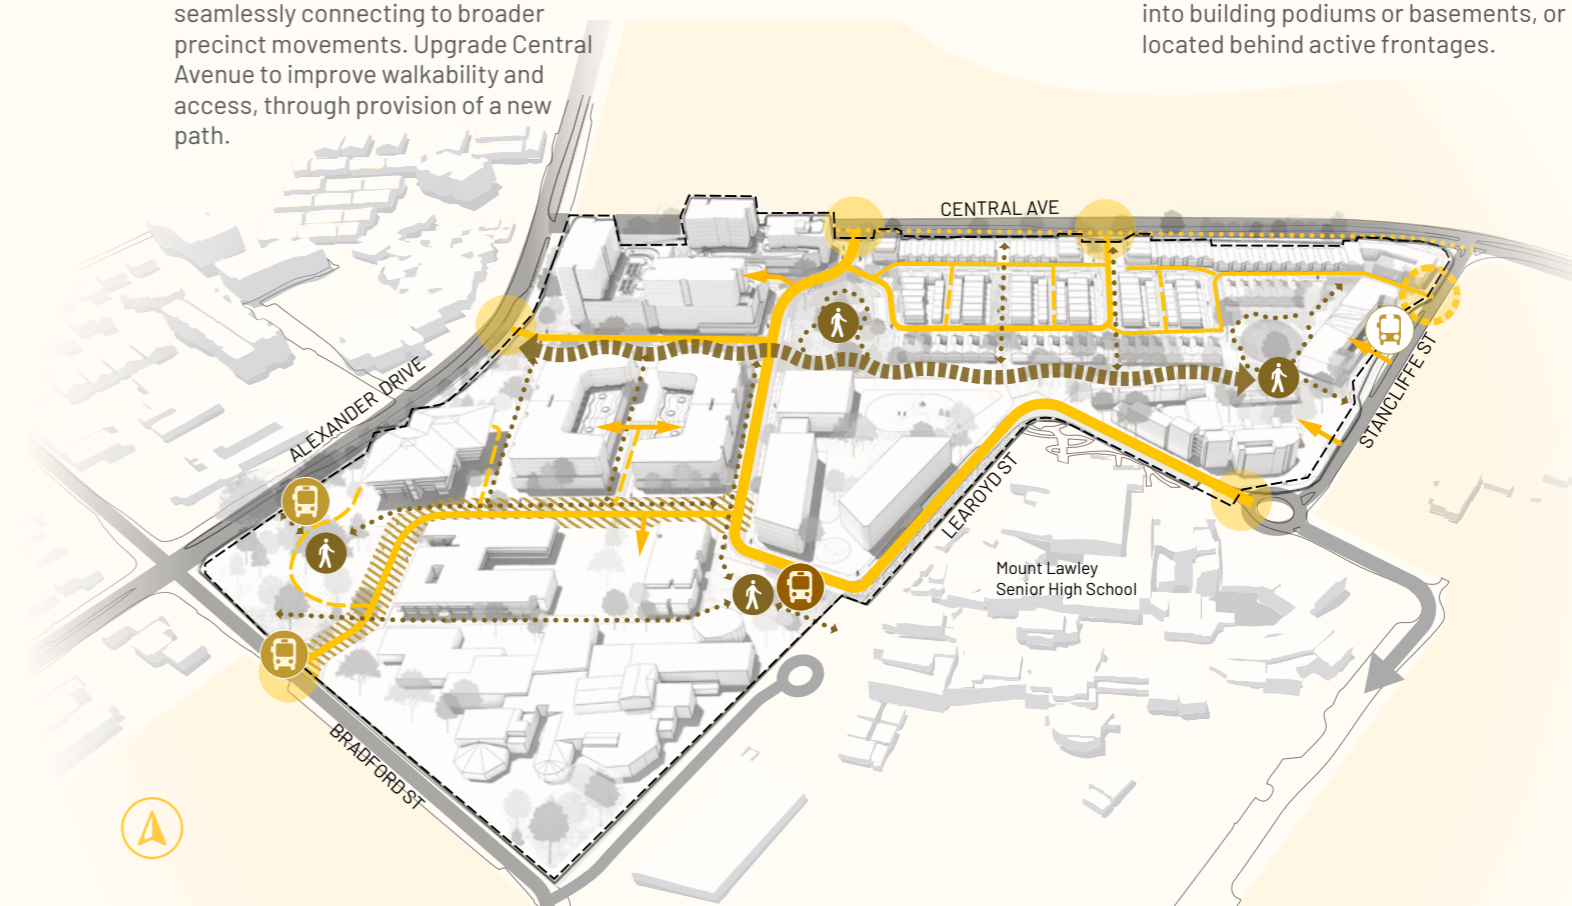 seamlessly connecting to broader
precinct movements. Upgrade Central
Avenue to improve walkability and
access, through provision of a new
path.
into building podiums or basements, or
located behind active frontages.
CENTRAL AVE
ALEXANDER DRIVE
STANCLIFFE ST
LEAROYD ST
Mount Lawley
Senior High School
BRADFORD ST